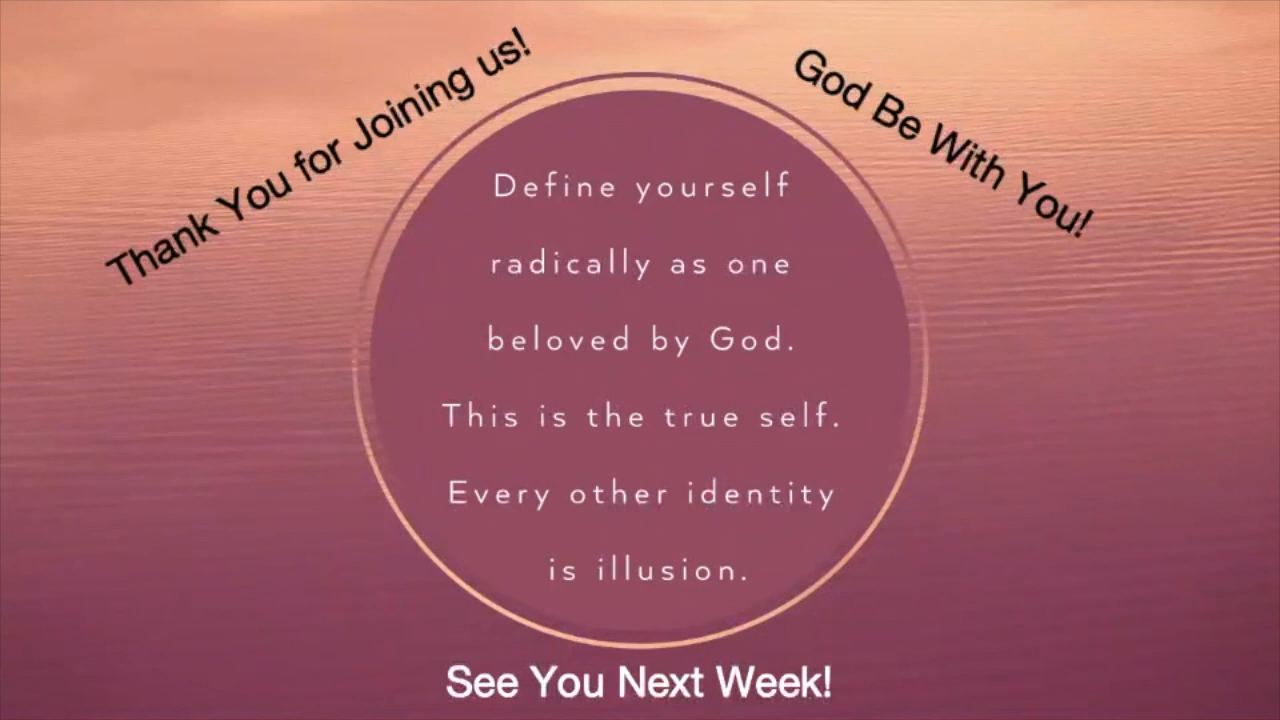 Thank You for Joining us!
God Be With You!
Define yourself
radically as one
beloved by God.
This is the true self.
Every other identity
is illusion.
See You Next Week!